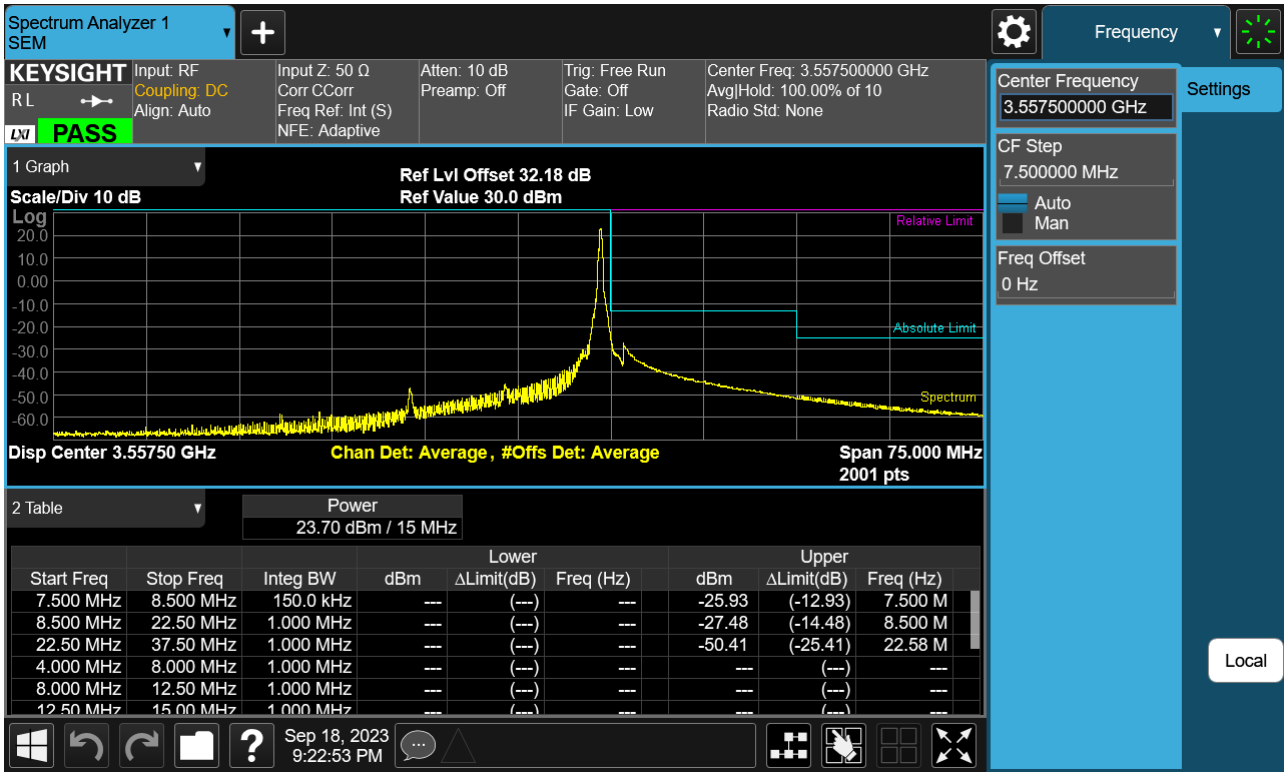 Spectrum Analyzer 1
SEM
+
Frequency
KEYSIGHT
RL
LXI
PASS
Input: RF
Coupling: DC
Align: Auto
Input Z: 50 Ω
Corr CCorr
Freq Ref: Int (S)
NFE: Adaptive
Atten: 10 dB
Preamp: Off
Trig: Free Run
Gate: Off
IF Gain: Low
Center Freq: 3.557500000 GHz
Avg|Hold: 100.00% of 10
Radio Std: None
Center Frequency
3.557500000 GHz
Settings
CF Step
7.500000 MHz
Auto
Man
Freq Offset
0 Hz
1 Graph
Scale/Div 10 dB
Ref Lvl Offset 32.18 dB
Ref Value 30.0 dBm
Log
20.0
10.0
0.00
-10.0
-20.0
-30.0
-40.0
-50.0
-60.0
Relative Limit
Absolute Limit
Spectrum
Disp Center 3.55750 GHz
Chan Det: Average , #Offs Det: Average
Span 75.000 MHz
2001 pts
2 Table
Power
23.70 dBm / 15 MHz
Lower Upper
Start Freq Stop Freq Integ BW dBm ΔLimit(dB) Freq (Hz) dBm ΔLimit(dB) Freq (Hz)
7.500 MHz 8.500 MHz 150.0 kHz --- (---) --- -25.93 (-12.93) 7.500 M
8.500 MHz 22.50 MHz 1.000 MHz --- (---) --- -27.48 (-14.48) 8.500 M
22.50 MHz 37.50 MHz 1.000 MHz --- (---) --- -50.41 (-25.41) 22.58 M
4.000 MHz 8.000 MHz 1.000 MHz --- (---) --- --- (---) ---
8.000 MHz 12.50 MHz 1.000 MHz --- (---) --- --- (---) ---
12.50 MHz 15.00 MHz 1.000 MHz --- (---) --- --- (---) ---
Local
?
Sep 18, 2023
9:22:53 PM
...